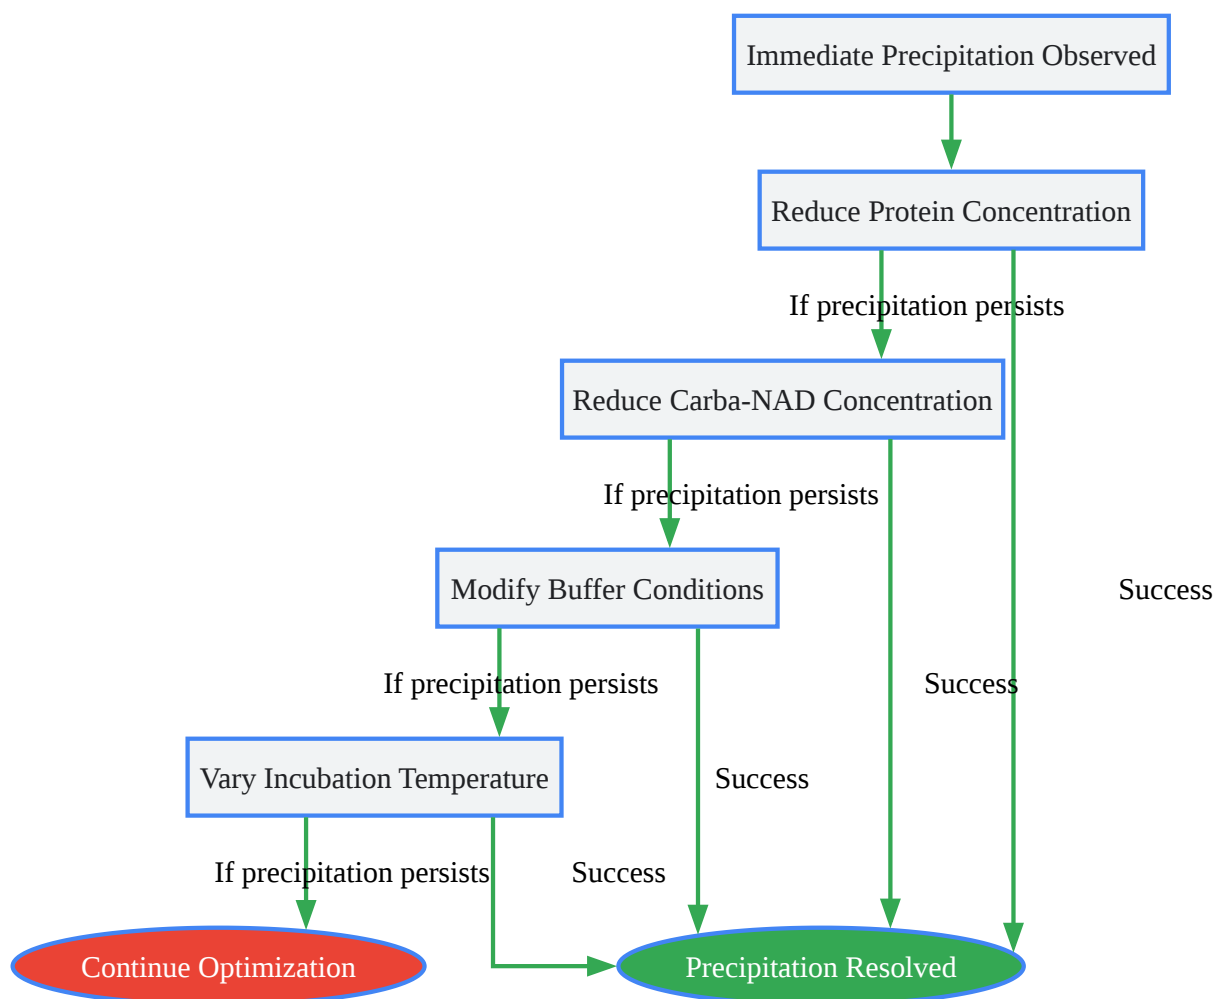 Immediate Precipitation Observed
Reduce Protein Concentration
If precipitation persists
Reduce Carba-NAD Concentration
If precipitation persists
Modify Buffer Conditions
Success
If precipitation persists
Success
Vary Incubation Temperature
Success
If precipitation persists
Success
Continue Optimization
Precipitation Resolved